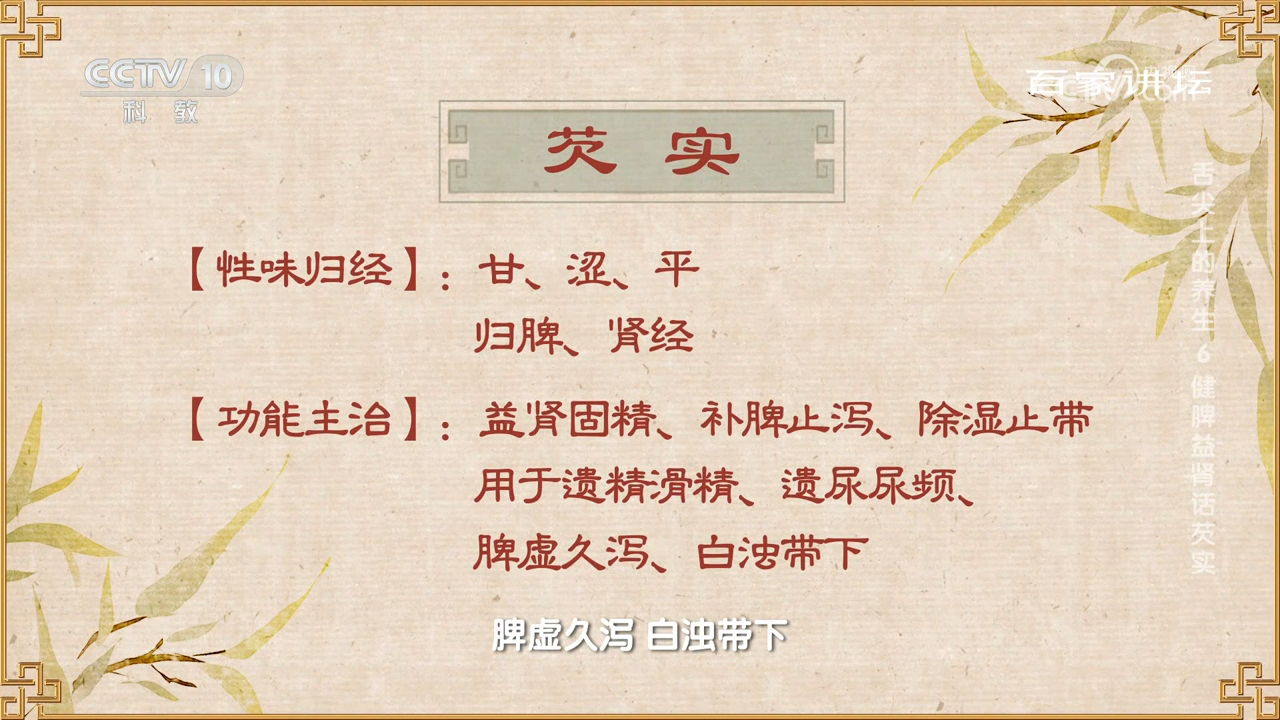 CCTV 10
科教
百家讲坛
芡实
【性味归经】：甘、涩、平
归脾、肾经
【功能主治】：益肾固精、补脾止泻、除湿止带
用于遗精滑精、遗尿尿频、
脾虚久泻、白浊带下
脾虚久泻 白浊带下
舌尖上的养生 6 健脾益肾话芡实